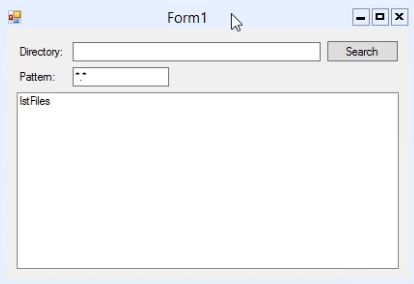 Form1
Directory:
Search
Pattern:
*.*
lstFiles